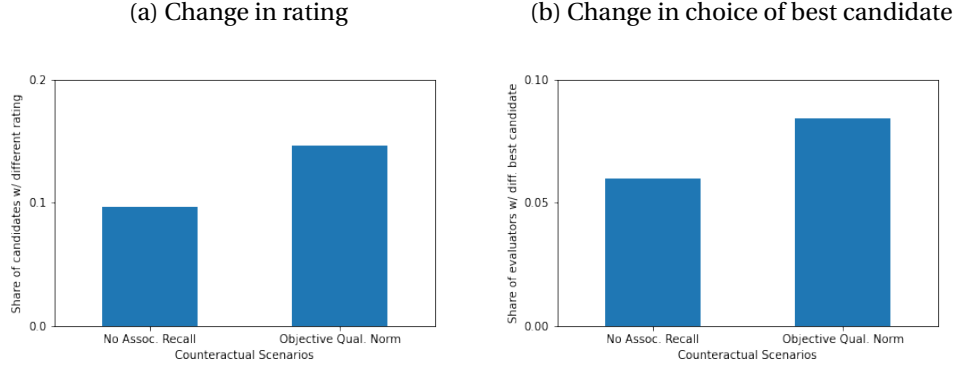 (a) Change in rating
(b) Change in choice of best candidate
Share of candidates w/ different rating
0.2
0.1
0.0
No Assoc. Recall
Objective Qual. Norm
Counteractual Scenarios
Share of evaluators w/ diff. best candidate
0.10
0.05
0.00
No Assoc. Recall
Objective Qual. Norm
Counteractual Scenarios